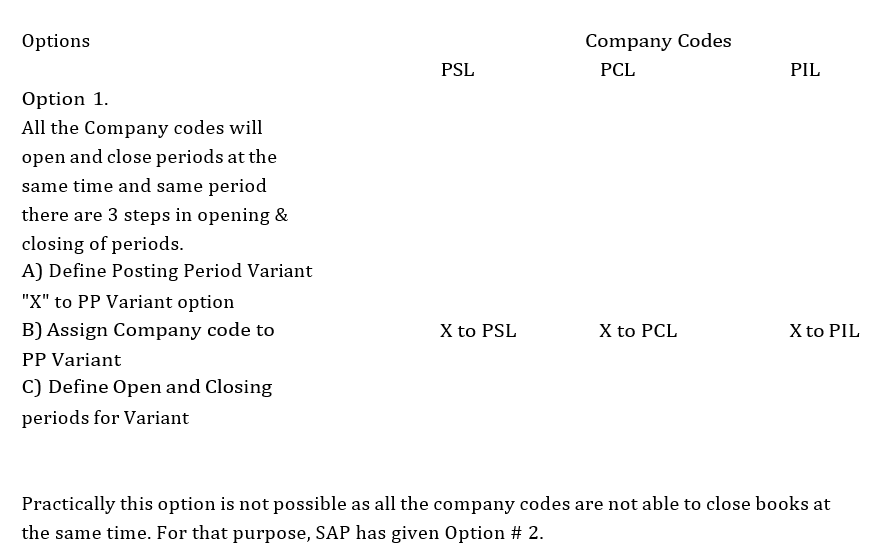 Options Company Codes
PSL PCL PIL
Option 1.
All the Company codes will
open and close periods at the
same time and same period
there are 3 steps in opening &
closing of periods.
A) Define Posting Period Variant
"X" to PP Variant option
B) Assign Company code to X to PSL X to PCL X to PIL
PP Variant
C) Define Open and Closing
periods for Variant
Practically this option is not possible as all the company codes are not able to close books at
the same time. For that purpose, SAP has given Option # 2.